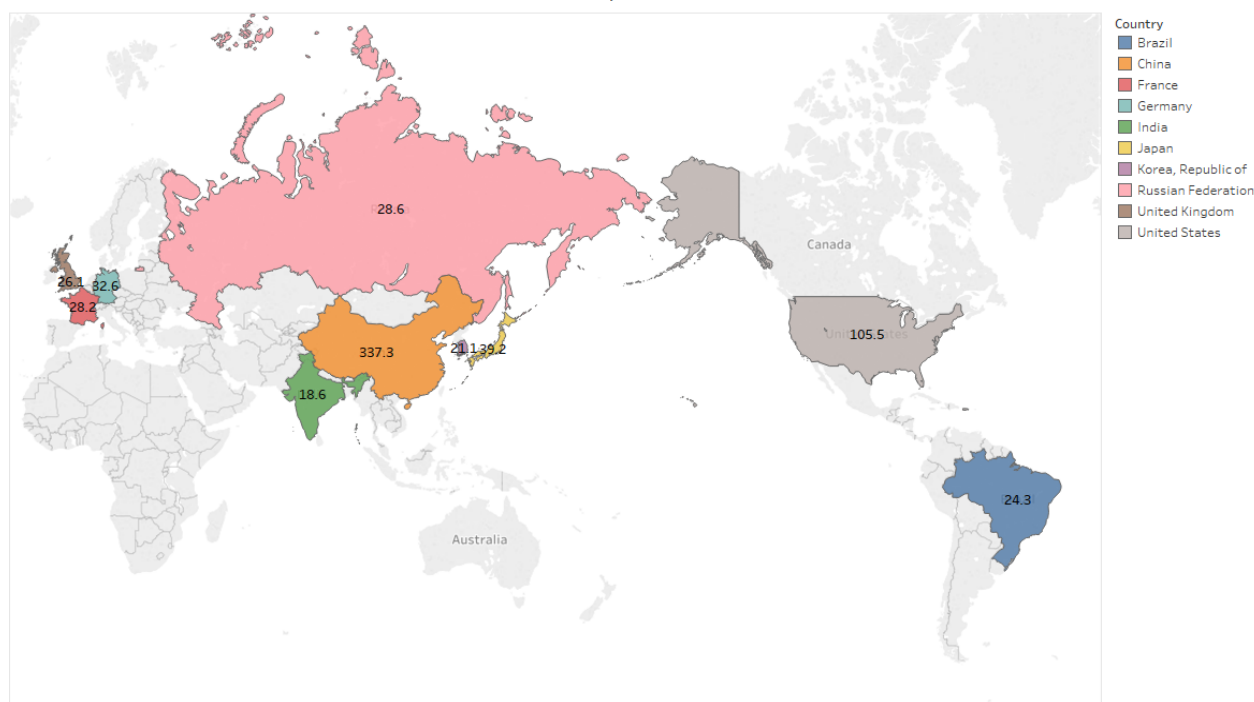 Country
Brazil
China
France
Germany
India
Japan
Korea, Republic of
Russian Federation
United Kingdom
United States
28.6
Canada
26.1
32.6
28.2
105.5
337.3
21.1
39.2
18.6
24.3
Australia